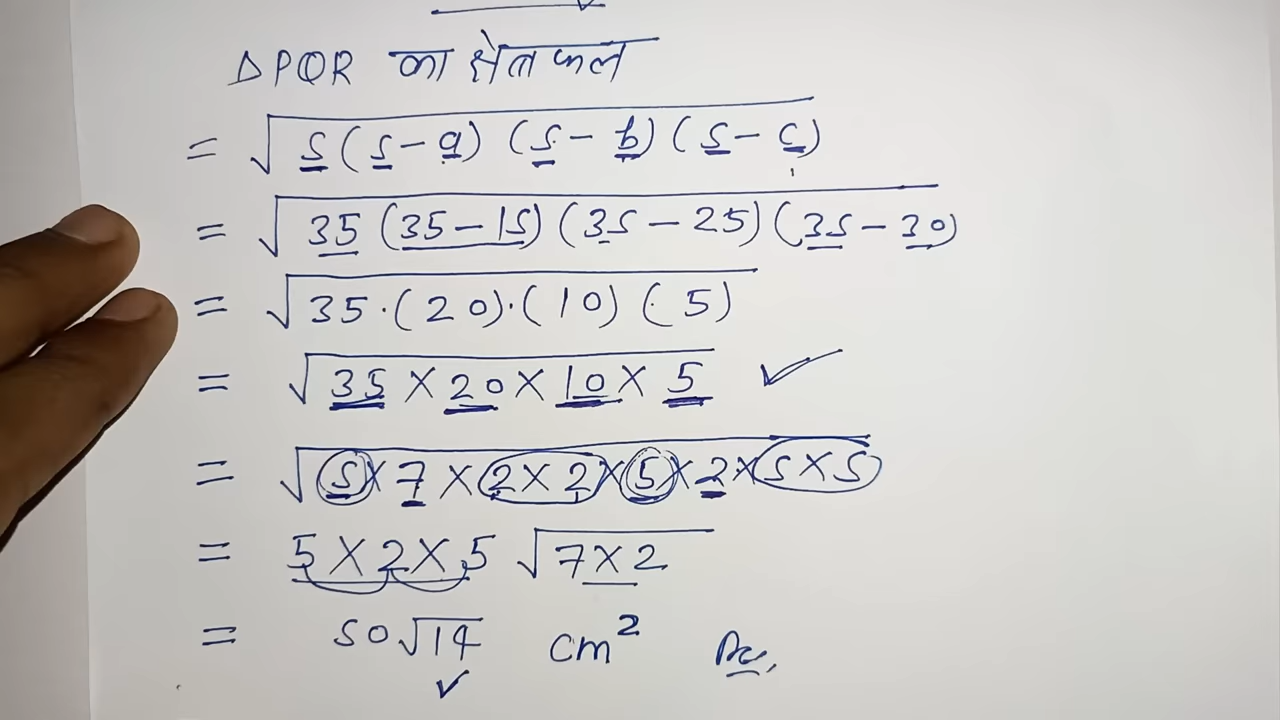 Δ PQR का क्षेत्रफल
= √s(s-a)(s-b)(s-c)
= √35(35-15)(35-25)(35-30)
= √35·(20)·(10)(5)
= √35×20×10×5 ✓
= √5×7×2×2×5×2×5×5
= 5×2×5 √7×2
= 50√14 cm²